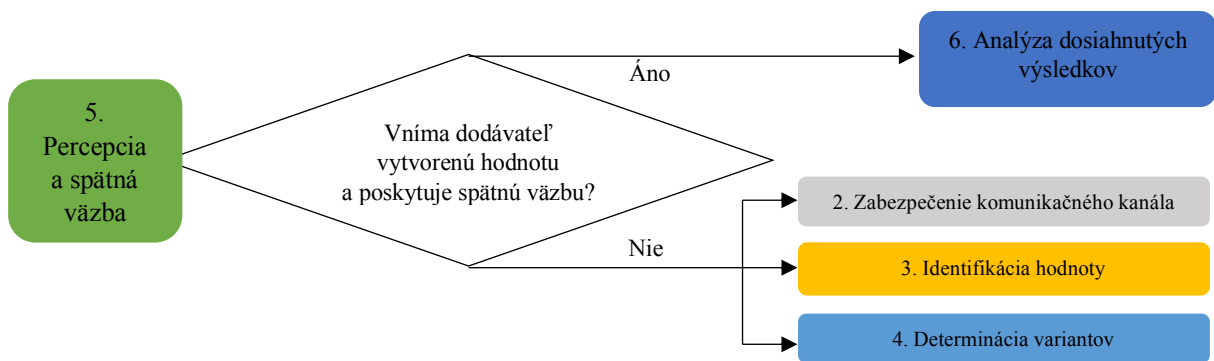 5.
Percepcia
a spätná
väzba
Vníma dodávateľ
vytvorenú hodnotu
a poskytuje spätnú väzbu?
Áno
6. Analýza dosiahnutých
výsledkov
Nie
2. Zabezpečenie komunikačného kanála
3. Identifikácia hodnoty
4. Determinácia variantov